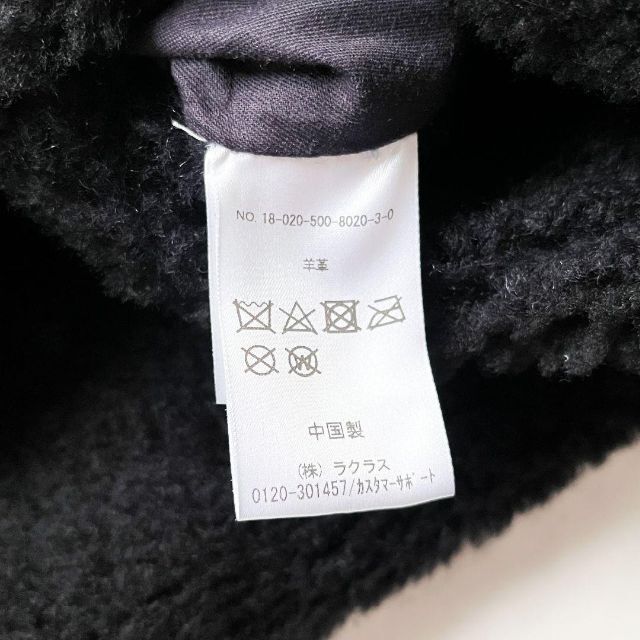 NO. 18-020-500-8020-3-0
羊革
W
中国製
(株) ラクラス
0120-301457/カスタマーサポート